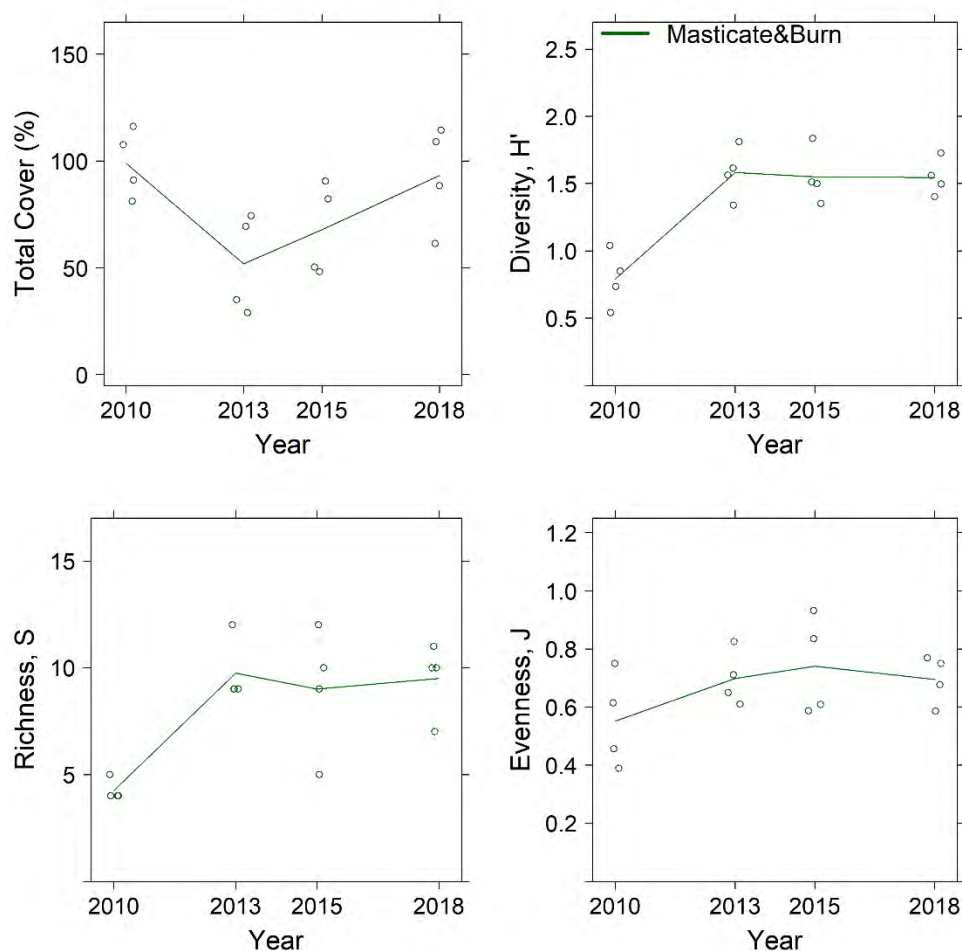 150
100
50
0
Total Cover (%)
2010 2013 2015 2018
Year
Masticate&Burn
2.5
2.0
1.5
1.0
0.5
Diversity, H'
2010 2013 2015 2018
Year
15
10
5
Richness, S
2010 2013 2015 2018
Year
1.2
1.0
0.8
0.6
0.4
0.2
Evenness, J
2010 2013 2015 2018
Year